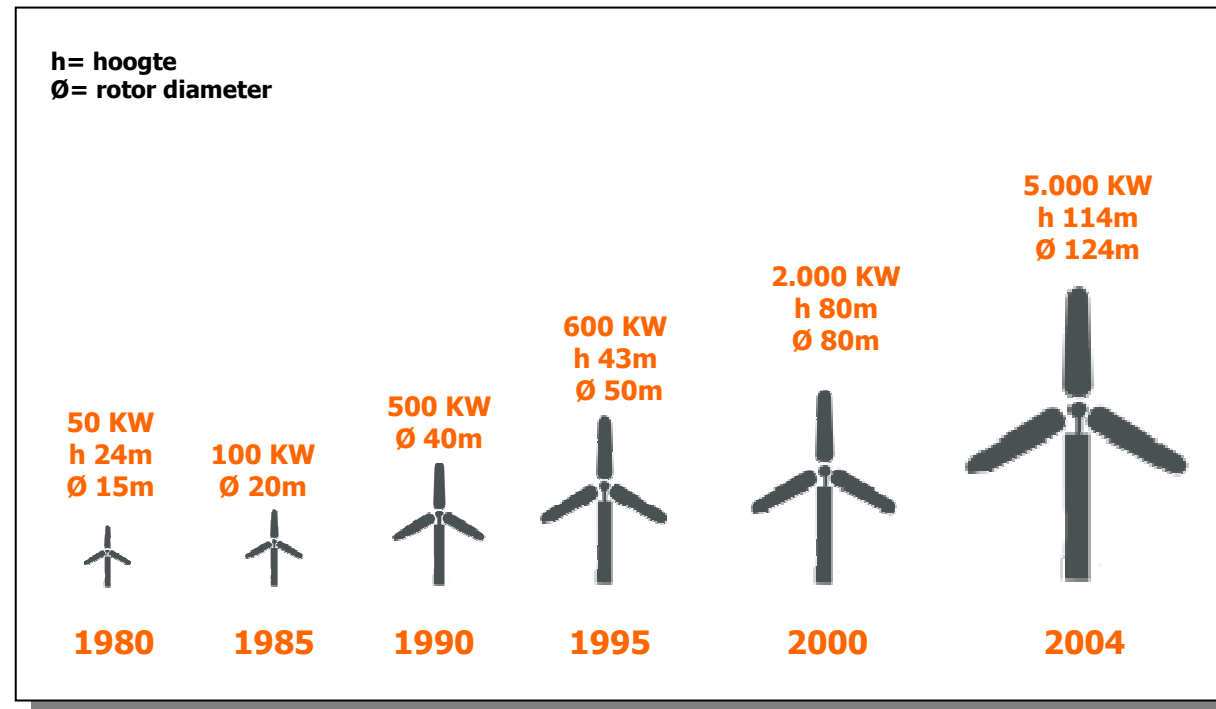 h= hoogte
Ø= rotor diameter
50 KW
h 24m
Ø 15m
100 KW
Ø 20m
500 KW
Ø 40m
600 KW
h 43m
Ø 50m
2.000 KW
h 80m
Ø 80m
5.000 KW
h 114m
Ø 124m
1980
1985
1990
1995
2000
2004